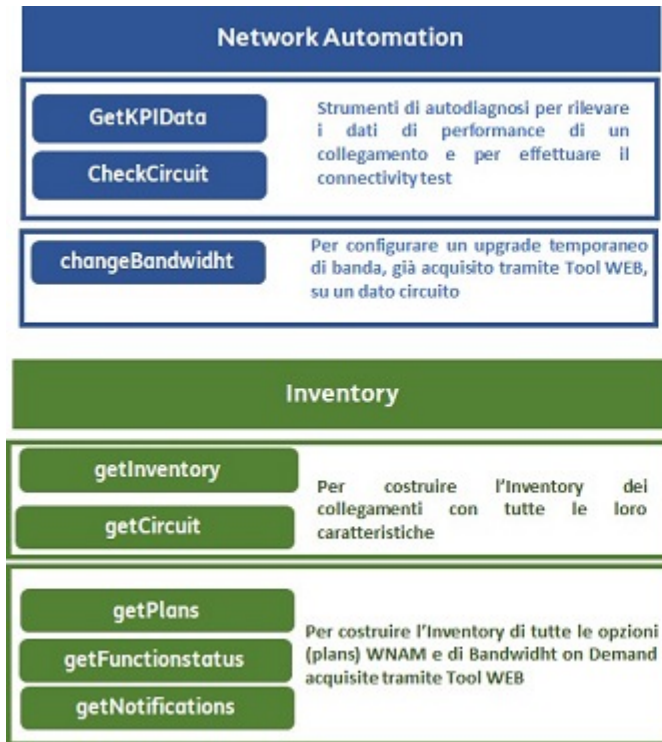 Network Automation
GetKPIData
CheckCircuit
Strumenti di autodiagnosi per rilevare
i dati di performance di un
collegamento e per effettuare il
connectivity test
changeBandwidht
Per configurare un upgrade temporaneo
di banda, già acquisito tramite Tool WEB,
su un dato circuito
Inventory
getInventory
getCircuit
Per costruire l'Inventory dei
collegamenti con tutte le loro
caratteristiche
getPlans
getFunctionstatus
getNotifications
Per costruire l'Inventory di tutte le opzioni
(plans) WNAM e di Bandwidht on Demand
acquisite tramite Tool WEB